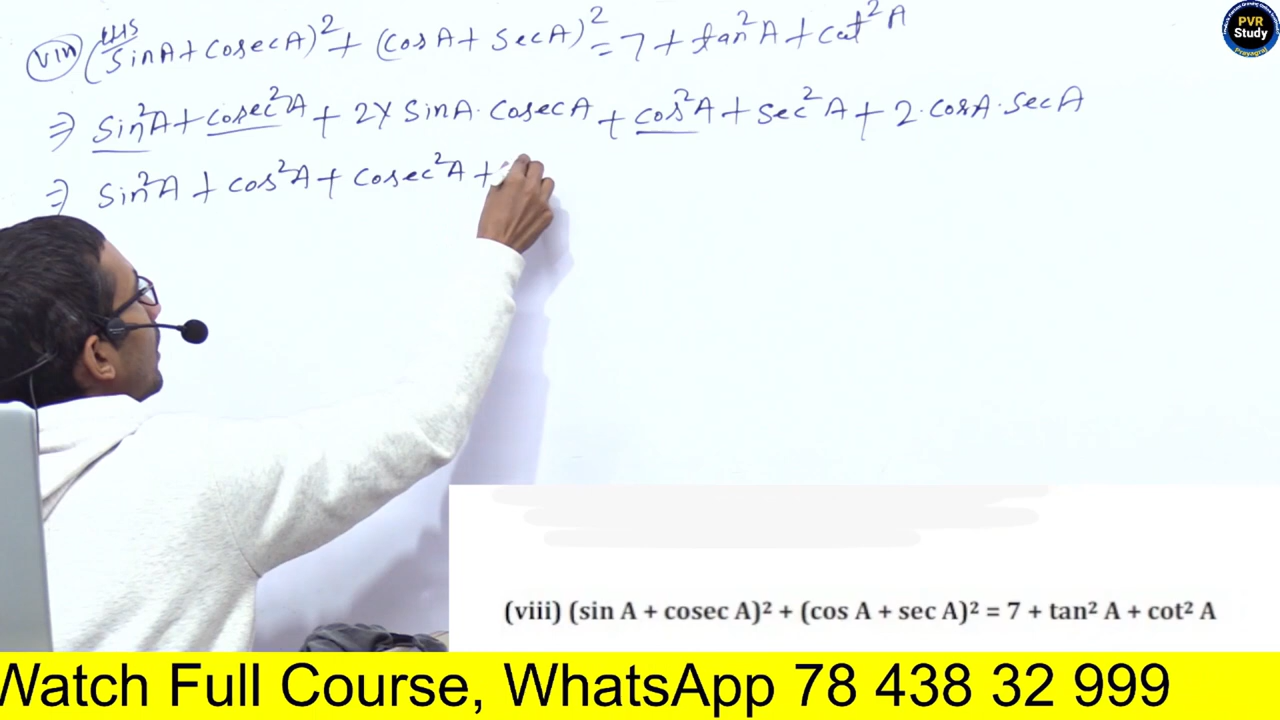 LHS
(viii) (sinA + cosecA)² + (cosA + secA)² = 7 + tan²A + cot²A
⇒ sin²A + cosec²A + 2× sinA·cosecA + cos²A + sec²A + 2·cosA·secA
⇒ sin²A + cos²A + cosec²A +
PVR
Study
Prayagraj
(viii) (sin A + cosec A)² + (cos A + sec A)² = 7 + tan² A + cot² A
Watch Full Course, WhatsApp 78 438 32 999